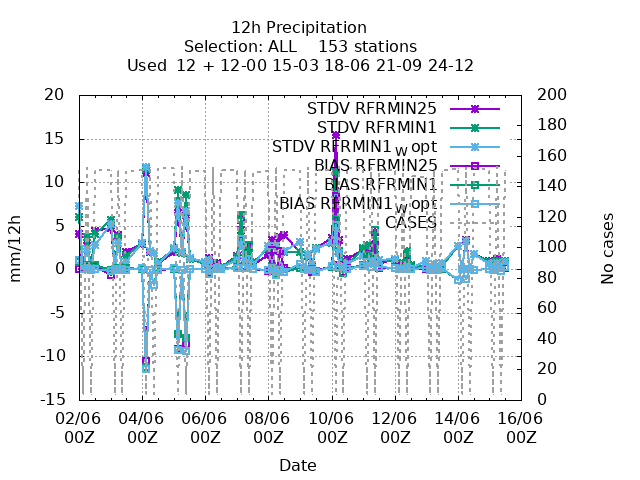 12h Precipitation
Selection: ALL 153 stations
Used 12 + 12-00 15-03 18-06 21-09 24-12
20 200
180
15 160
140
10 120
5 100
0 80
60
-5 40
-10 20
-15 0
mm/12h
No cases
STDV RFRMIN25
STDV RFRMIN1
STDV RFRMIN1w opt
BIAS RFRMIN25
BIAS RFRMIN1
BIAS RFRMIN1w opt
CASES
02/06 04/06 06/06 08/06 10/06 12/06 14/06 16/06
00Z 00Z 00Z 00Z 00Z 00Z 00Z 00Z
Date